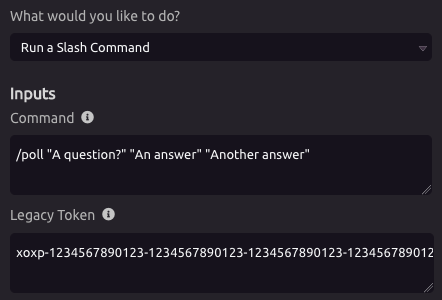 What would you like to do?
Run a Slash Command
Inputs
Command
/poll "A question?" "An answer" "Another answer"
Legacy Token
xoxp-1234567890123-1234567890123-1234567890123-123456789012